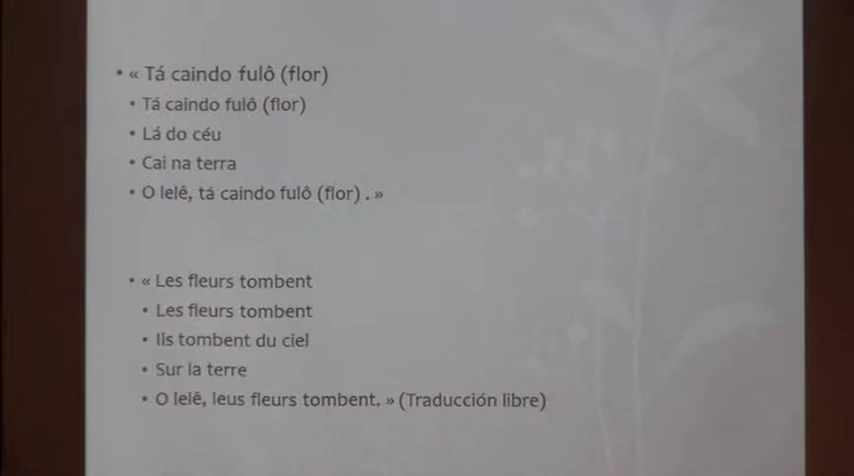 • « Tá caindo fulô (flor)
• Tá caindo fulô (flor)
• Lá do céu
• Cai na terra
• O lelê, tá caindo fulô (flor) . »
• « Les fleurs tombent
• Les fleurs tombent
• Ils tombent du ciel
• Sur la terre
• O lelê, leus fleurs tombent. » (Traducción libre)